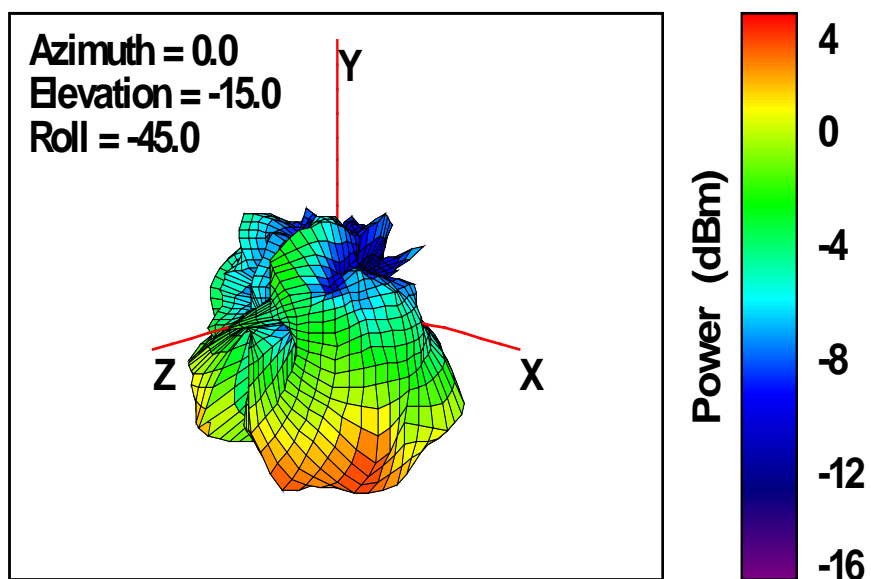 Azimuth = 0.0
Elevation = -15.0
Roll = -45.0
Y
Z
X
Power (dBm)
4
0
-4
-8
-12
-16